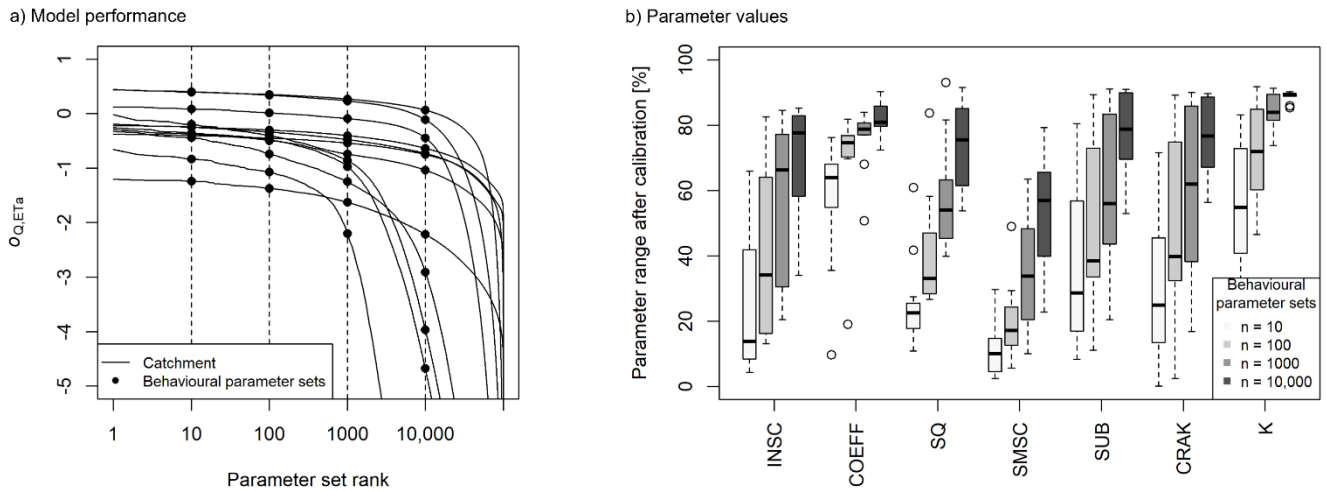 a) Model performance
1
0
-1
-2
-3
-4
-5
o Q,ETa
Catchment
Behavioural parameter sets
1 10 100 1000 10,000
Parameter set rank
b) Parameter values
100
80
60
40
20
0
Parameter range after calibration [%]
Behavioural
parameter sets
n = 10
n = 100
n = 1000
n = 10,000
INSC COEFF SQ SMSC SUB CRAK K